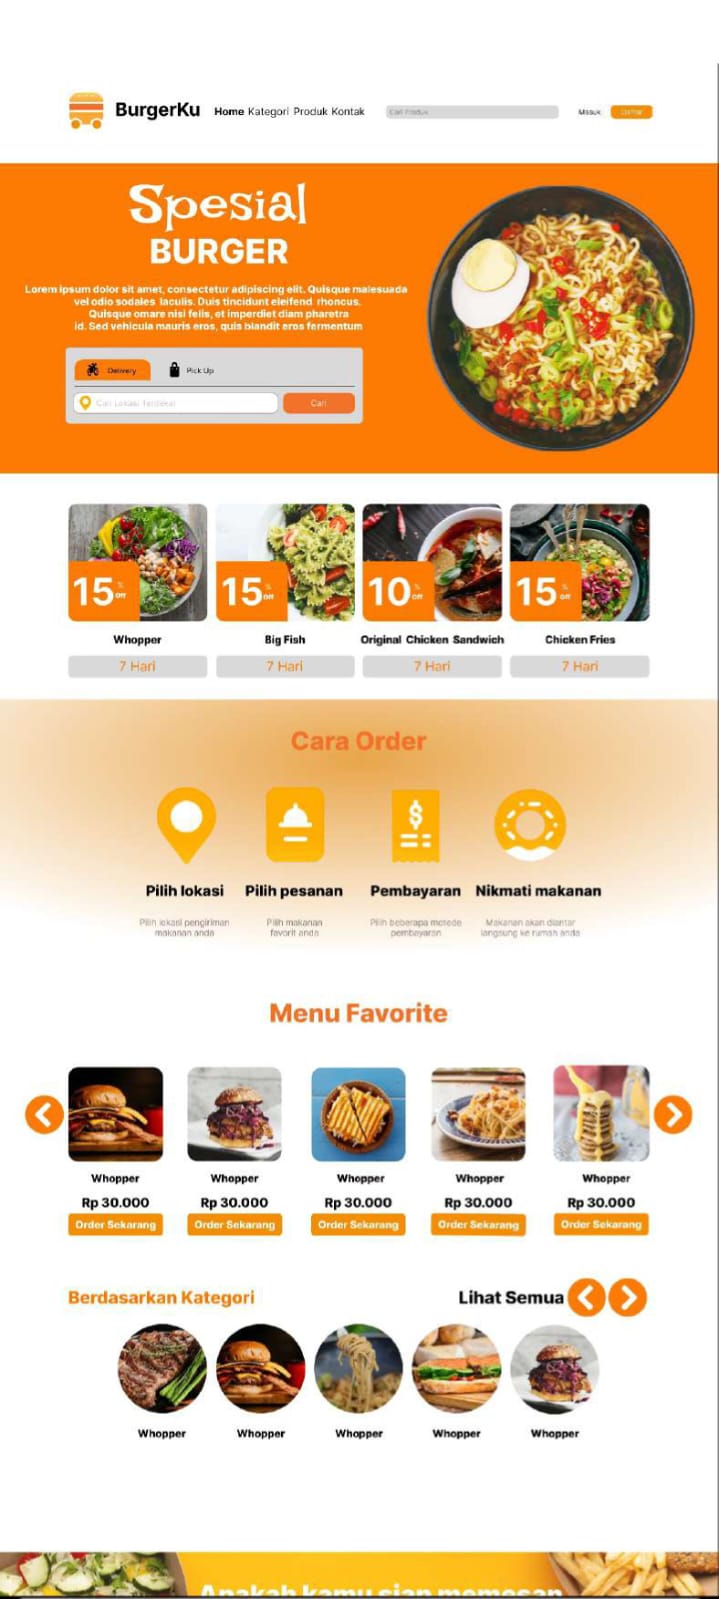 BurgerKu
Home Kategori Produk Kontak
Cari Produk
Masuk
Daftar
Spesial
BURGER
Lorem ipsum dolor sit amet, consectetur adipiscing elit. Quisque malesuada
vel odio sodales iaculis. Duis tincidunt eleifend rhoncus.
Quisque ornare nisi felis, et imperdiet diam pharetra
id. Sed vehicula mauris eros, quis blandit eros fermentum
Delivery
Pick Up
Cari Lokasi Terdekat
Cari
15 % Off
15 % Off
10 % Off
15 % Off
Whopper
Big Fish
Original Chicken Sandwich
Chicken Fries
7 Hari
7 Hari
7 Hari
7 Hari
Cara Order
$
Pilih lokasi
Pilih pesanan
Pembayaran
Nikmati makanan
Pilih lokasi pengiriman
makanan anda
Pilih makanan
favorit anda
Pilih beberapa metode
pembayaran
Makanan akan diantar
langsung ke rumah anda
Menu Favorite
Whopper
Whopper
Whopper
Whopper
Whopper
Rp 30.000
Rp 30.000
Rp 30.000
Rp 30.000
Rp 30.000
Order Sekarang
Order Sekarang
Order Sekarang
Order Sekarang
Order Sekarang
Berdasarkan Kategori
Lihat Semua
Whopper
Whopper
Whopper
Whopper
Whopper
Apakah kamu siap memesan